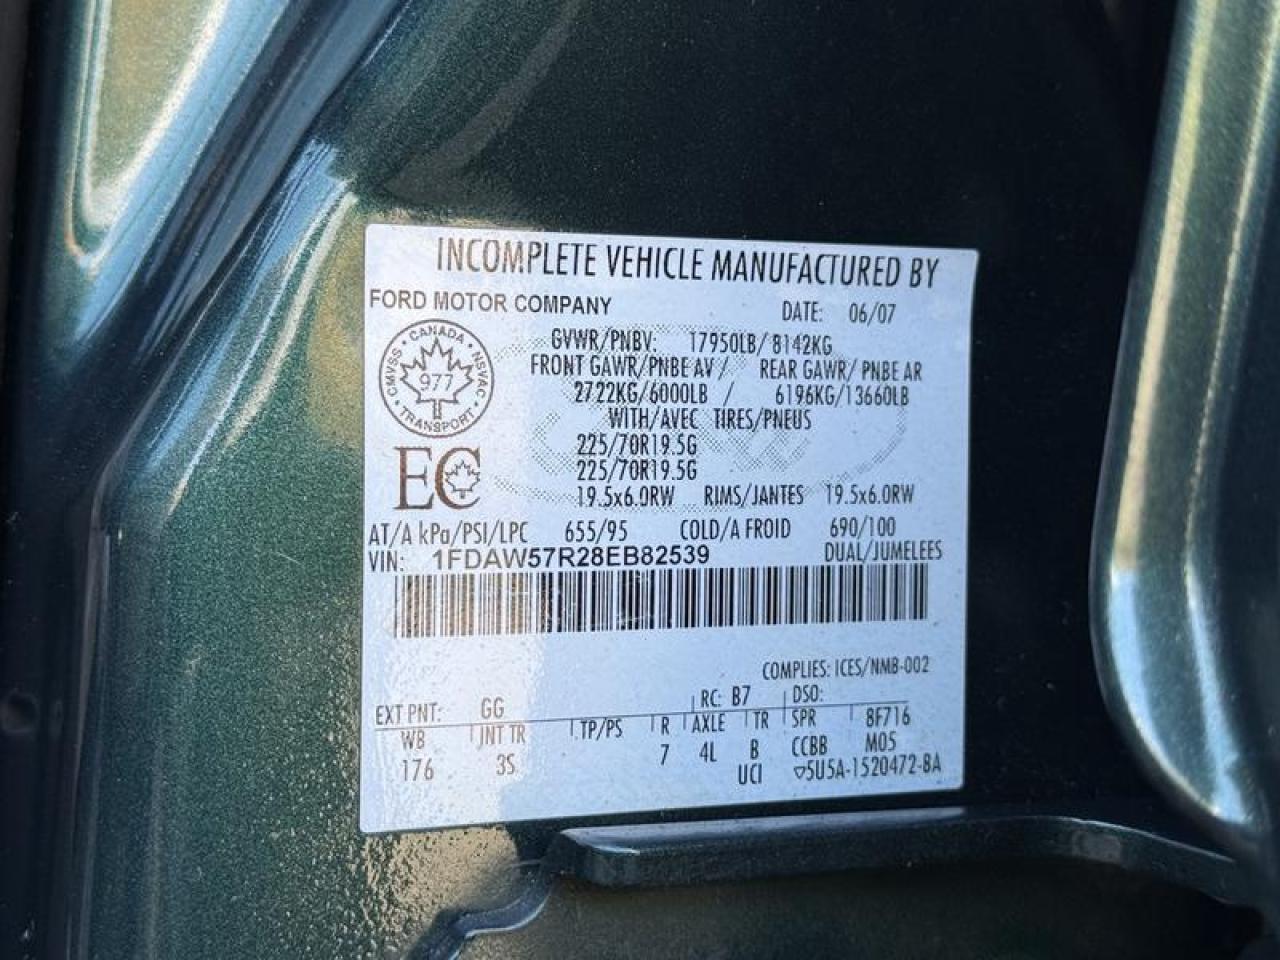 INCOMPLETE VEHICLE MANUFACTURED BY
FORD MOTOR COMPANY
DATE: 06/07
GVWR/PNBV: 17950LB/8142KG
FRONT GAWR/PNBE AV / REAR GAWR/PNBE AR
2722KG/6000LB / 6196KG/13660LB
WITH/AVEC TIRES/PNEUS
225/70R19.5G
225/70R19.5G
19.5x6.0RW RIMS/JANTES 19.5x6.0RW
CANADA
CMVSS 977 NSVAC
TRANSPORT
EC
AT/A kPa/PSI/LPC 655/95 COLD/A FROID 690/100
VIN: 1FDAW57R28EB82539 DUAL/JUMELEES
COMPLIES: ICES/NMB-002
EXT PNT: GG RC: B7 DSO:
WB INT TR TP/PS R AXLE TR SPR 8F716
176 3S 7 4L B CCBB M05
UCI ▽5U5A-1520472-BA